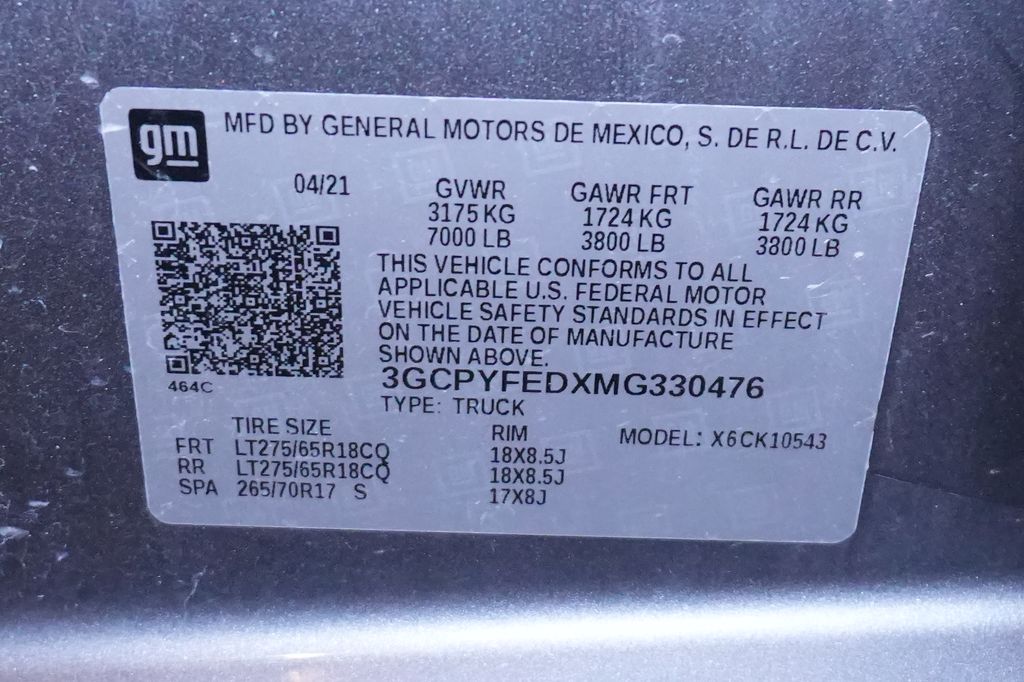 gm
MFD BY GENERAL MOTORS DE MEXICO, S. DE R.L. DE C.V.
04/21 GVWR GAWR FRT GAWR RR
3175 KG 1724 KG 1724 KG
7000 LB 3800 LB 3800 LB
THIS VEHICLE CONFORMS TO ALL
APPLICABLE U.S. FEDERAL MOTOR
VEHICLE SAFETY STANDARDS IN EFFECT
ON THE DATE OF MANUFACTURE
SHOWN ABOVE.
464C
3GCPYFEDXMG330476
TYPE: TRUCK
TIRE SIZE RIM MODEL: X6CK10543
FRT LT275/65R18CQ 18X8.5J
RR LT275/65R18CQ 18X8.5J
SPA 265/70R17 S 17X8J